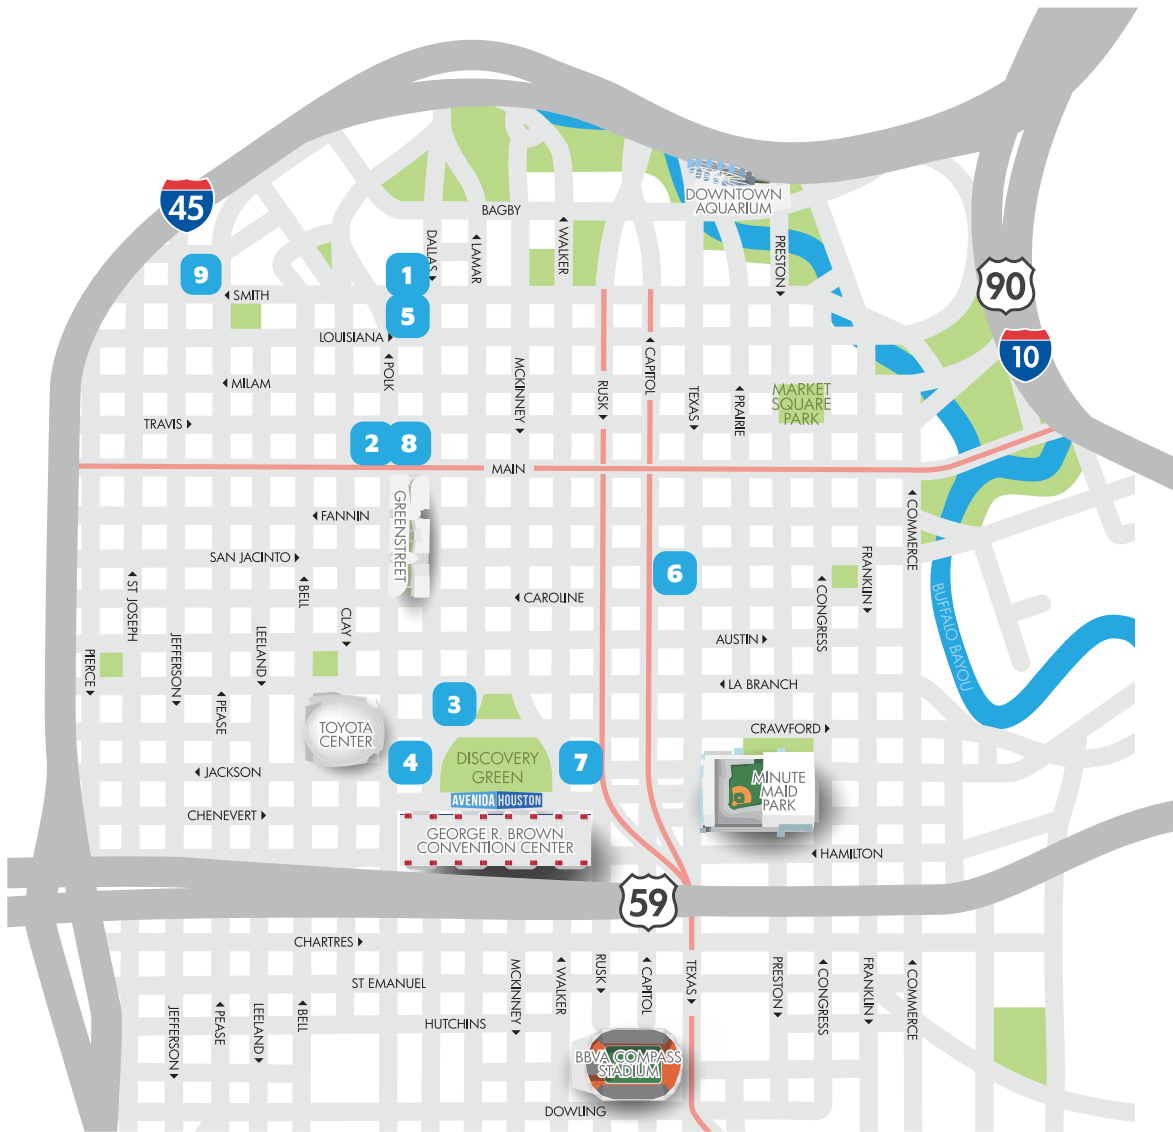 45
DOWNTOWN
AQUARIUM
BAGBY
DALLAS
LAMAR
WALKER
PRESTON
9
1
SMITH
90
5
LOUISIANA
10
POLK
MILAM
MCKINNEY
RUSK
CAPITOL
TEXAS
PRAIRIE
MARKET
SQUARE
PARK
TRAVIS
2
8
MAIN
GREENSTREET
COMMERCE
FANNIN
SAN JACINTO
FRANKLIN
6
ST JOSEPH
BELL
CAROLINE
CONGRESS
BUFFALO BAYOU
CLAY
JEFFERSON
LEELAND
AUSTIN
PIERCE
LA BRANCH
PEASE
3
TOYOTA
CENTER
CRAWFORD
4
DISCOVERY
GREEN
7
JACKSON
MINUTE
MAID
PARK
AVENIDA HOUSTON
CHENEVERT
GEORGE R. BROWN
CONVENTION CENTER
HAMILTON
59
CHARTRES
ST EMANUEL
MCKINNEY
WALKER
RUSK
CAPITOL
TEXAS
PRESTON
CONGRESS
FRANKLIN
COMMERCE
JEFFERSON
PEASE
LEELAND
BELL
HUTCHINS
BBVA COMPASS
STADIUM
DOWLING